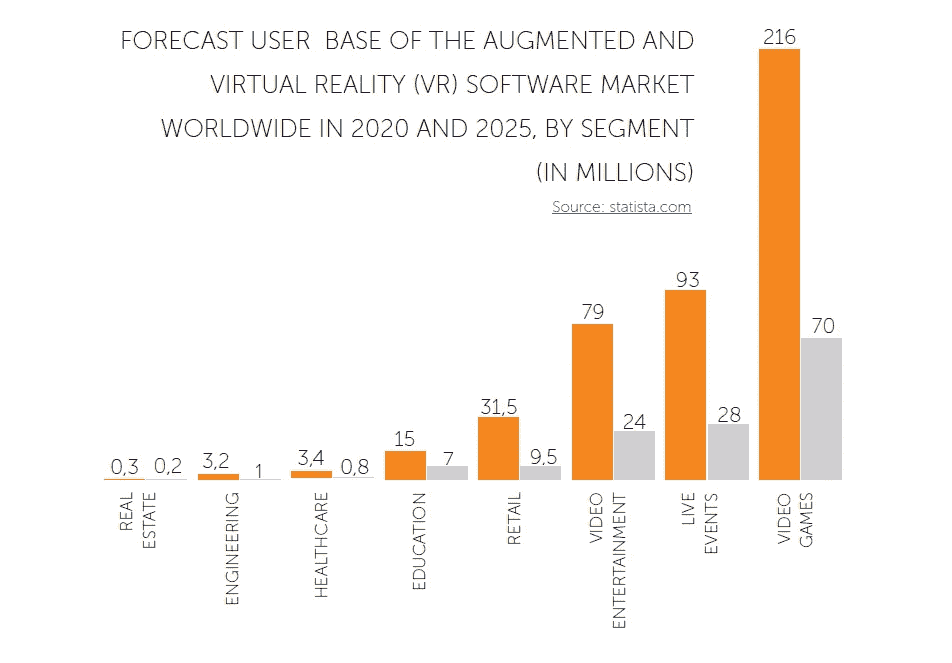 FORECAST USER BASE OF THE AUGMENTED AND
VIRTUAL REALITY (VR) SOFTWARE MARKET
WORLDWIDE IN 2020 AND 2025, BY SEGMENT
(IN MILLIONS)
Source: statista.com
0,3
0,2
3,2
1
3,4
0,8
15
7
31,5
9,5
79
24
93
28
216
70
REAL
ESTATE
ENGINEERING
HEALTHCARE
EDUCATION
RETAIL
VIDEO
ENTERTAINMENT
LIVE
EVENTS
VIDEO
GAMES